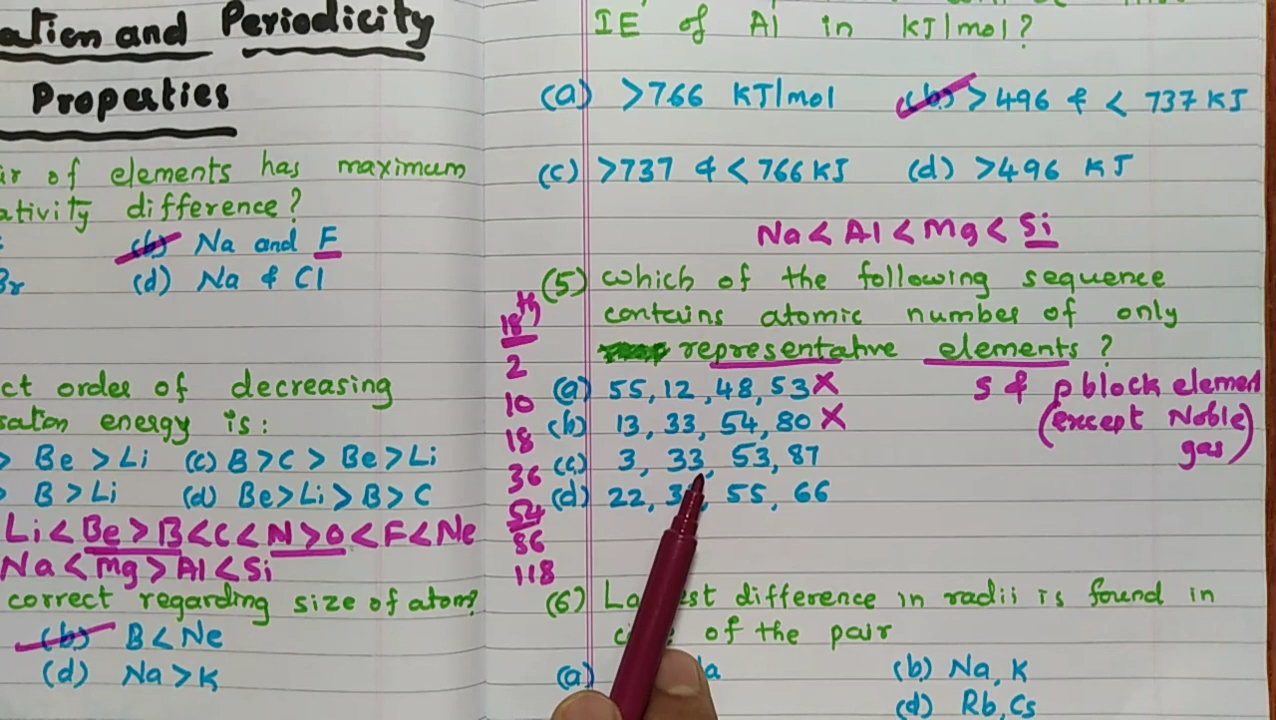 ation and Periodicity
Properties
ir of elements has maximum
ativity difference?
(b) Na and F
Br (d) Na & Cl
ct order of decreasing
sation energy is:
> Be > Li (c) B > C > Be > Li
> B > Li (d) Be > Li > B > C
Li < Be > B < C < N > O < F < Ne
Na < Mg > Al < Si
correct regarding size of atom?
(b) B < Ne
(d) Na > K
IE of Al in kJ/mol?
(a) >766 KJ/mol (b) >496 & < 737 KJ
(c) >737 & < 766 KJ (d) >496 KJ
Na < Al < Mg < Si
(5) which of the following sequence
contains atomic number of only
representative elements?
(a) 55, 12, 48, 53 X
(b) 13, 33, 54, 80 X
(c) 3, 33, 53, 87
(d) 22, 55, 66
s & p block element
(except Noble
gas)
18th
2
10
18
36
54
86
118
(6) difference in radii is found in
of the pair
(a) (b) Na, K
(d) Rb, Cs